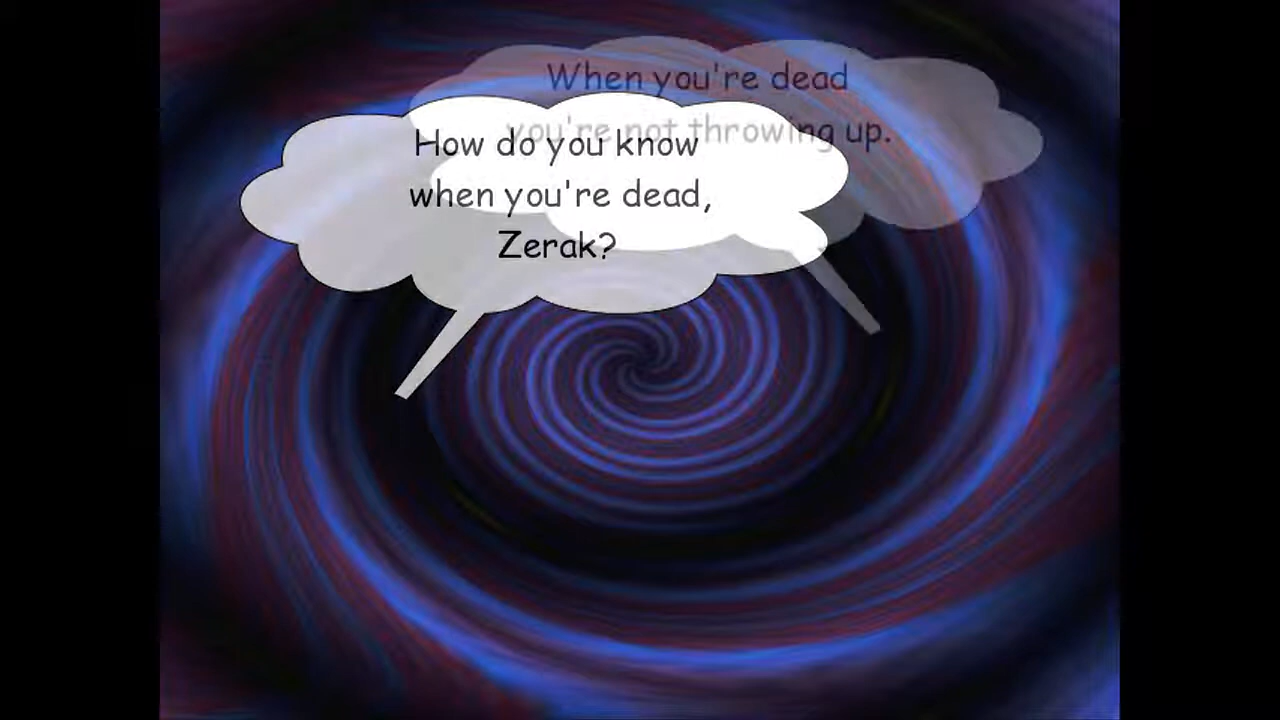 When you're dead
you're not throwing up.
How do you know
when you're dead,
Zerak?